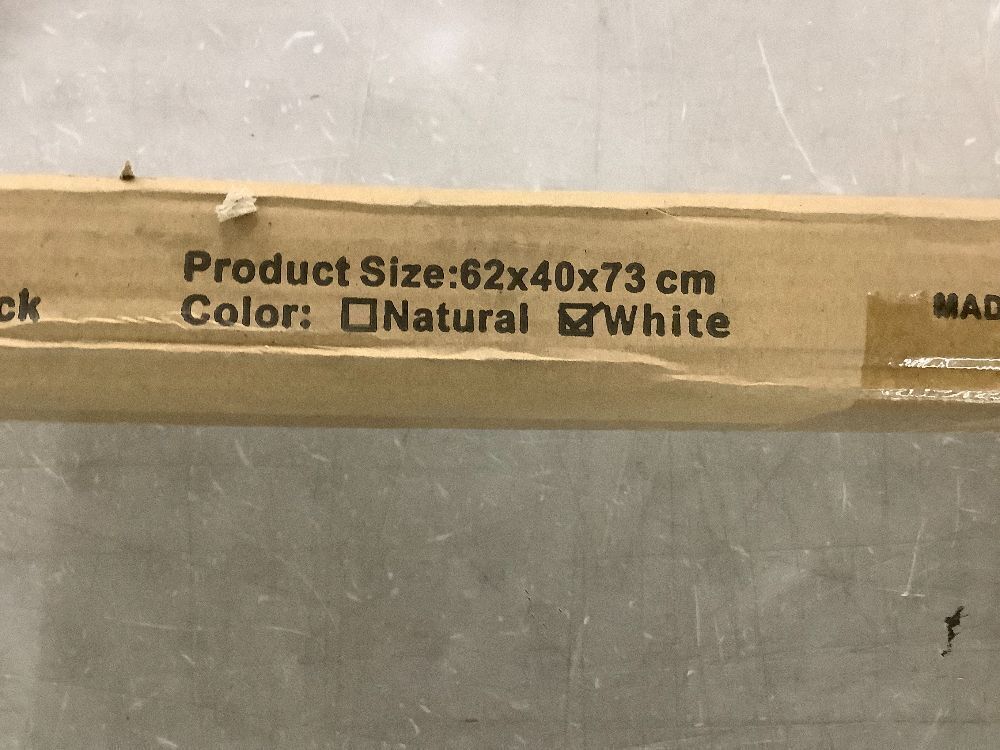 ck
Product Size:62x40x73 cm
Color: ☐Natural ☑White
MAD